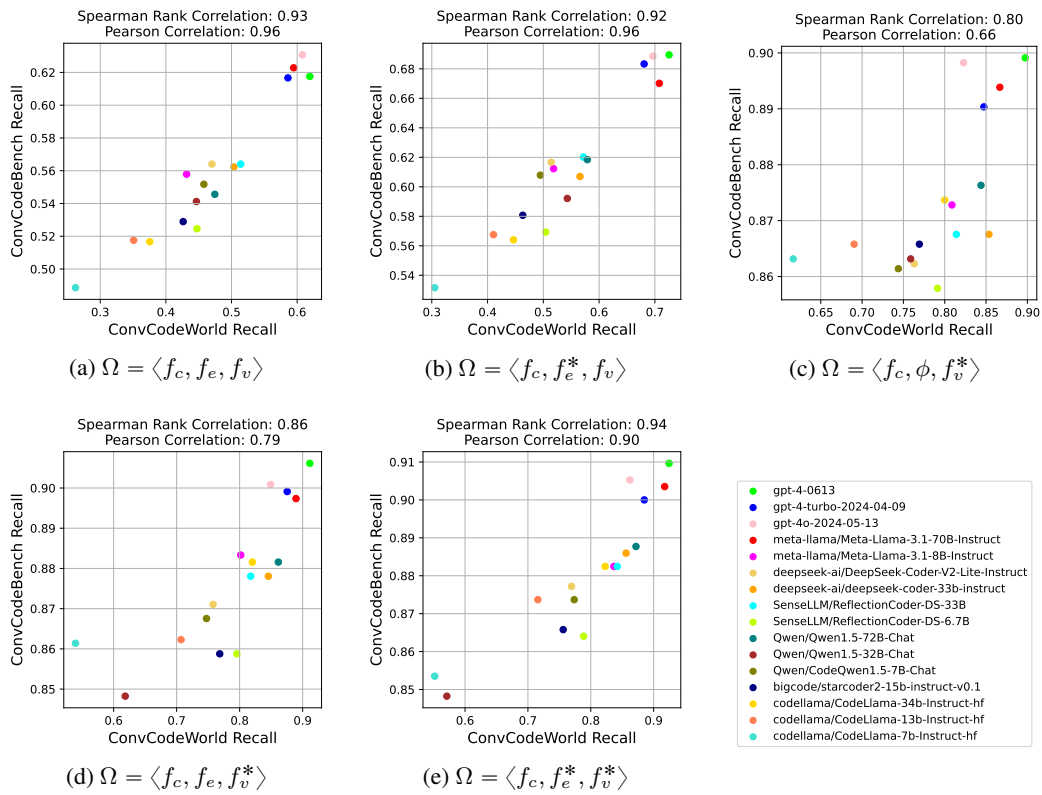 Spearman Rank Correlation: 0.93
Pearson Correlation: 0.96
ConvCodeBench Recall
0.62
0.60
0.58
0.56
0.54
0.52
0.50
0.3
0.4
0.5
0.6
ConvCodeWorld Recall
(a) Ω = ⟨f_c, f_e, f_v⟩
Spearman Rank Correlation: 0.92
Pearson Correlation: 0.96
ConvCodeBench Recall
0.68
0.66
0.64
0.62
0.60
0.58
0.56
0.54
0.3
0.4
0.5
0.6
0.7
ConvCodeWorld Recall
(b) Ω = ⟨f_c, f_e*, f_v⟩
Spearman Rank Correlation: 0.80
Pearson Correlation: 0.66
ConvCodeBench Recall
0.90
0.89
0.88
0.87
0.86
0.65
0.70
0.75
0.80
0.85
0.90
ConvCodeWorld Recall
(c) Ω = ⟨f_c, ϕ, f_v*⟩
Spearman Rank Correlation: 0.86
Pearson Correlation: 0.79
ConvCodeBench Recall
0.90
0.89
0.88
0.87
0.86
0.85
0.6
0.7
0.8
0.9
ConvCodeWorld Recall
(d) Ω = ⟨f_c, f_e, f_v*⟩
Spearman Rank Correlation: 0.94
Pearson Correlation: 0.90
ConvCodeBench Recall
0.91
0.90
0.89
0.88
0.87
0.86
0.85
0.6
0.7
0.8
0.9
ConvCodeWorld Recall
(e) Ω = ⟨f_c, f_e*, f_v*⟩
gpt-4-0613
gpt-4-turbo-2024-04-09
gpt-4o-2024-05-13
meta-llama/Meta-Llama-3.1-70B-Instruct
meta-llama/Meta-Llama-3.1-8B-Instruct
deepseek-ai/DeepSeek-Coder-V2-Lite-Instruct
deepseek-ai/deepseek-coder-33b-instruct
SenseLLM/ReflectionCoder-DS-33B
SenseLLM/ReflectionCoder-DS-6.7B
Qwen/Qwen1.5-72B-Chat
Qwen/Qwen1.5-32B-Chat
Qwen/CodeQwen1.5-7B-Chat
bigcode/starcoder2-15b-instruct-v0.1
codellama/CodeLlama-34b-Instruct-hf
codellama/CodeLlama-13b-Instruct-hf
codellama/CodeLlama-7b-Instruct-hf